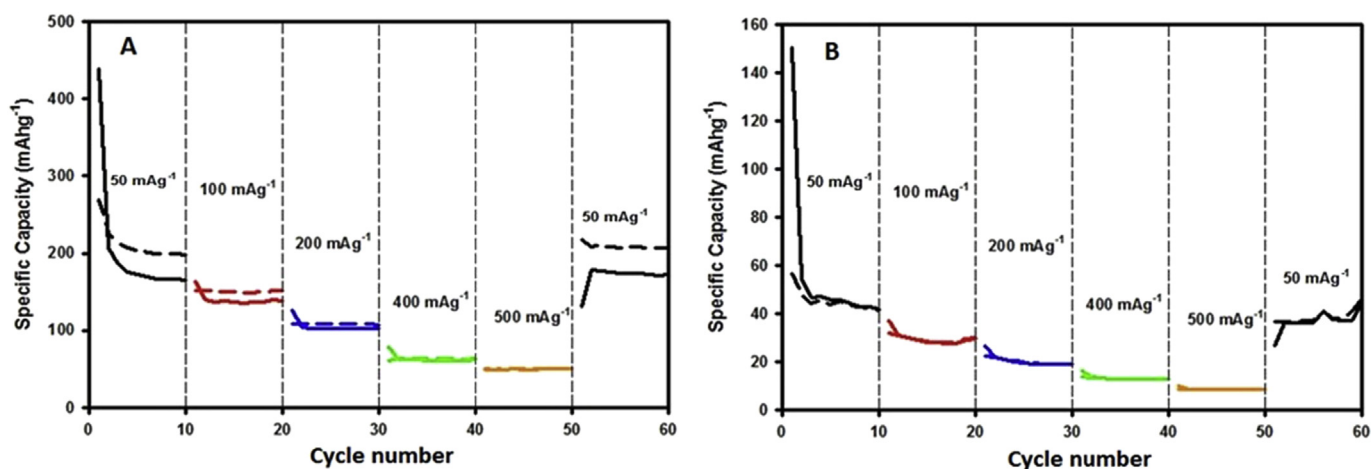 A
Specific Capacity (mAhg⁻¹)
500
400
300
200
100
0
50 mAg⁻¹
100 mAg⁻¹
200 mAg⁻¹
400 mAg⁻¹
500 mAg⁻¹
50 mAg⁻¹
0 10 20 30 40 50 60
Cycle number
B
Specific Capacity (mAhg⁻¹)
160
140
120
100
80
60
40
20
0
50 mAg⁻¹
100 mAg⁻¹
200 mAg⁻¹
400 mAg⁻¹
500 mAg⁻¹
50 mAg⁻¹
0 10 20 30 40 50 60
Cycle number